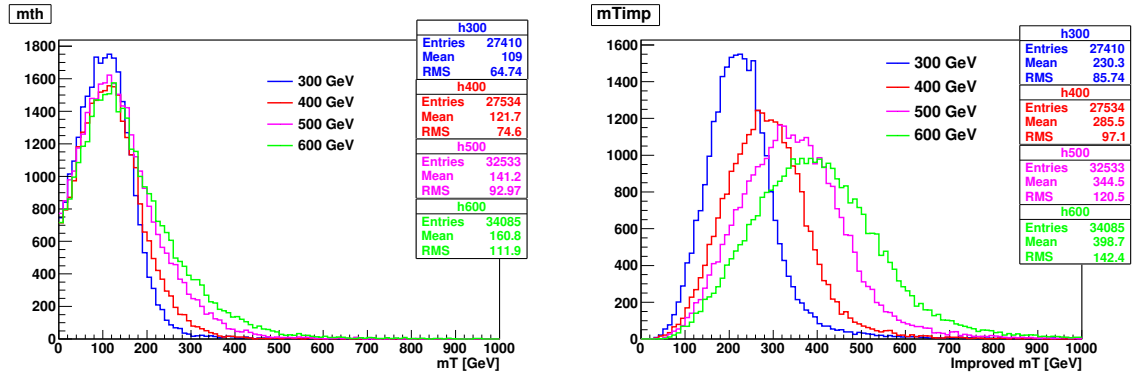 mth
h300
Entries 27410
Mean 109
RMS 64.74
h400
Entries 27534
Mean 121.7
RMS 74.6
h500
Entries 32533
Mean 141.2
RMS 92.97
h600
Entries 34085
Mean 160.8
RMS 111.9
300 GeV
400 GeV
500 GeV
600 GeV
1800
1600
1400
1200
1000
800
600
400
200
0
0 100 200 300 400 500 600 700 800 900 1000
mT [GeV]
mTimp
h300
Entries 27410
Mean 230.3
RMS 85.74
h400
Entries 27534
Mean 285.5
RMS 97.1
h500
Entries 32533
Mean 344.5
RMS 120.5
h600
Entries 34085
Mean 398.7
RMS 142.4
300 GeV
400 GeV
500 GeV
600 GeV
1600
1400
1200
1000
800
600
400
200
0
0 100 200 300 400 500 600 700 800 900 1000
Improved mT [GeV]